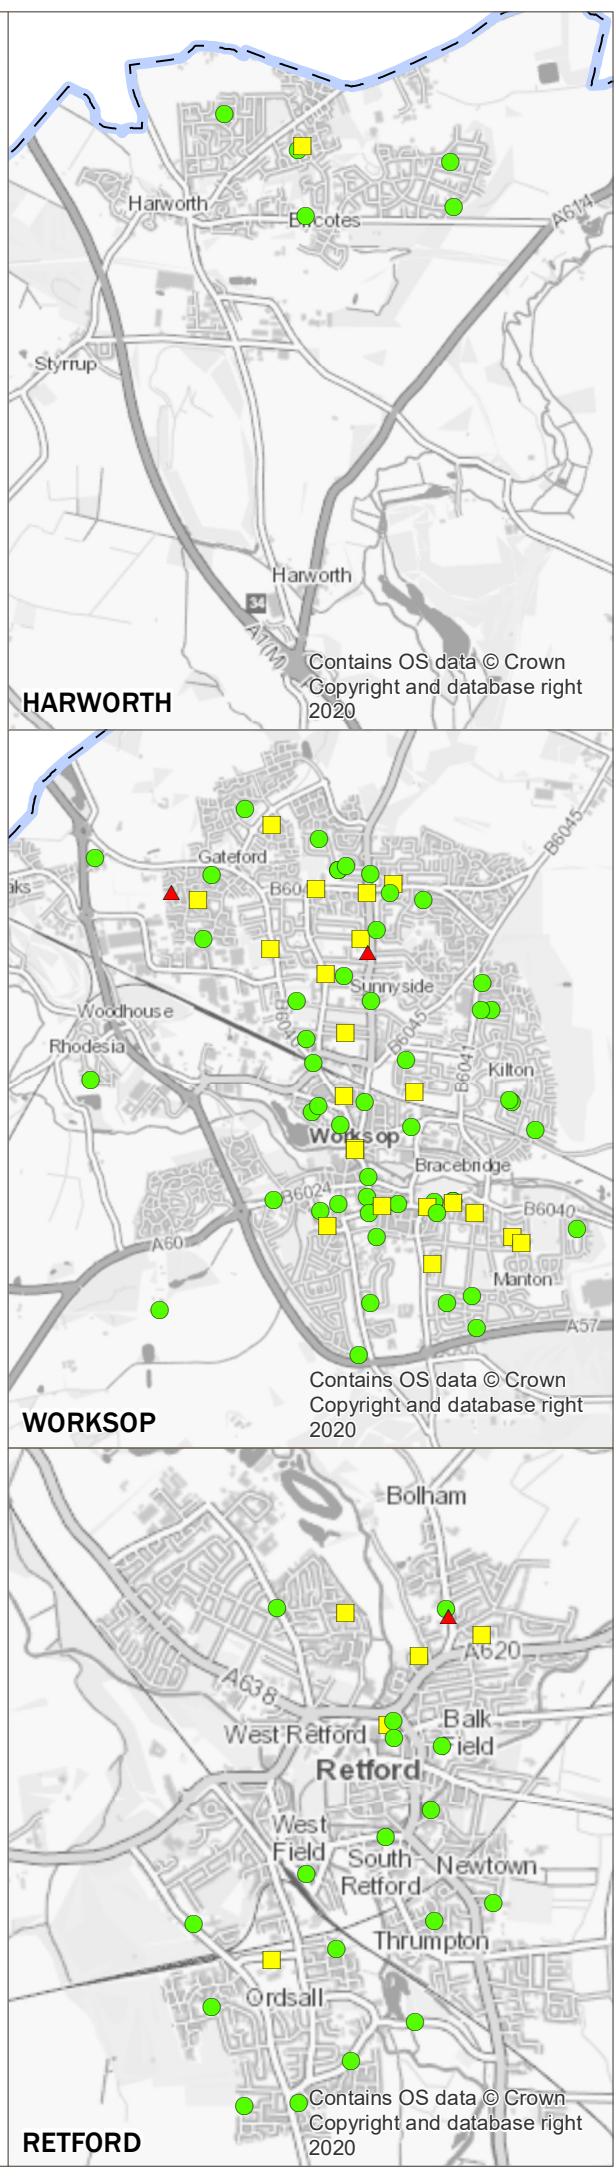 Harworth
A614
Styrrup
Harworth
34
A1(M)
Contains OS data © Crown
Copyright and database right
2020
HARWORTH
B6045
Gateford
aks
B604
Sunnyside
Woodhouse
B6045
Rhodesia
B6041
Kilton
Worksop
Bracebridge
B6024
B6040
A60
Manton
A57
Contains OS data © Crown
Copyright and database right
2020
WORKSOP
Bolham
A620
A638
West Retford
Balk
Field
Retford
West
Field
South
Retford
Newtown
Thrumpton
Ordsall
Contains OS data © Crown
Copyright and database right
2020
RETFORD